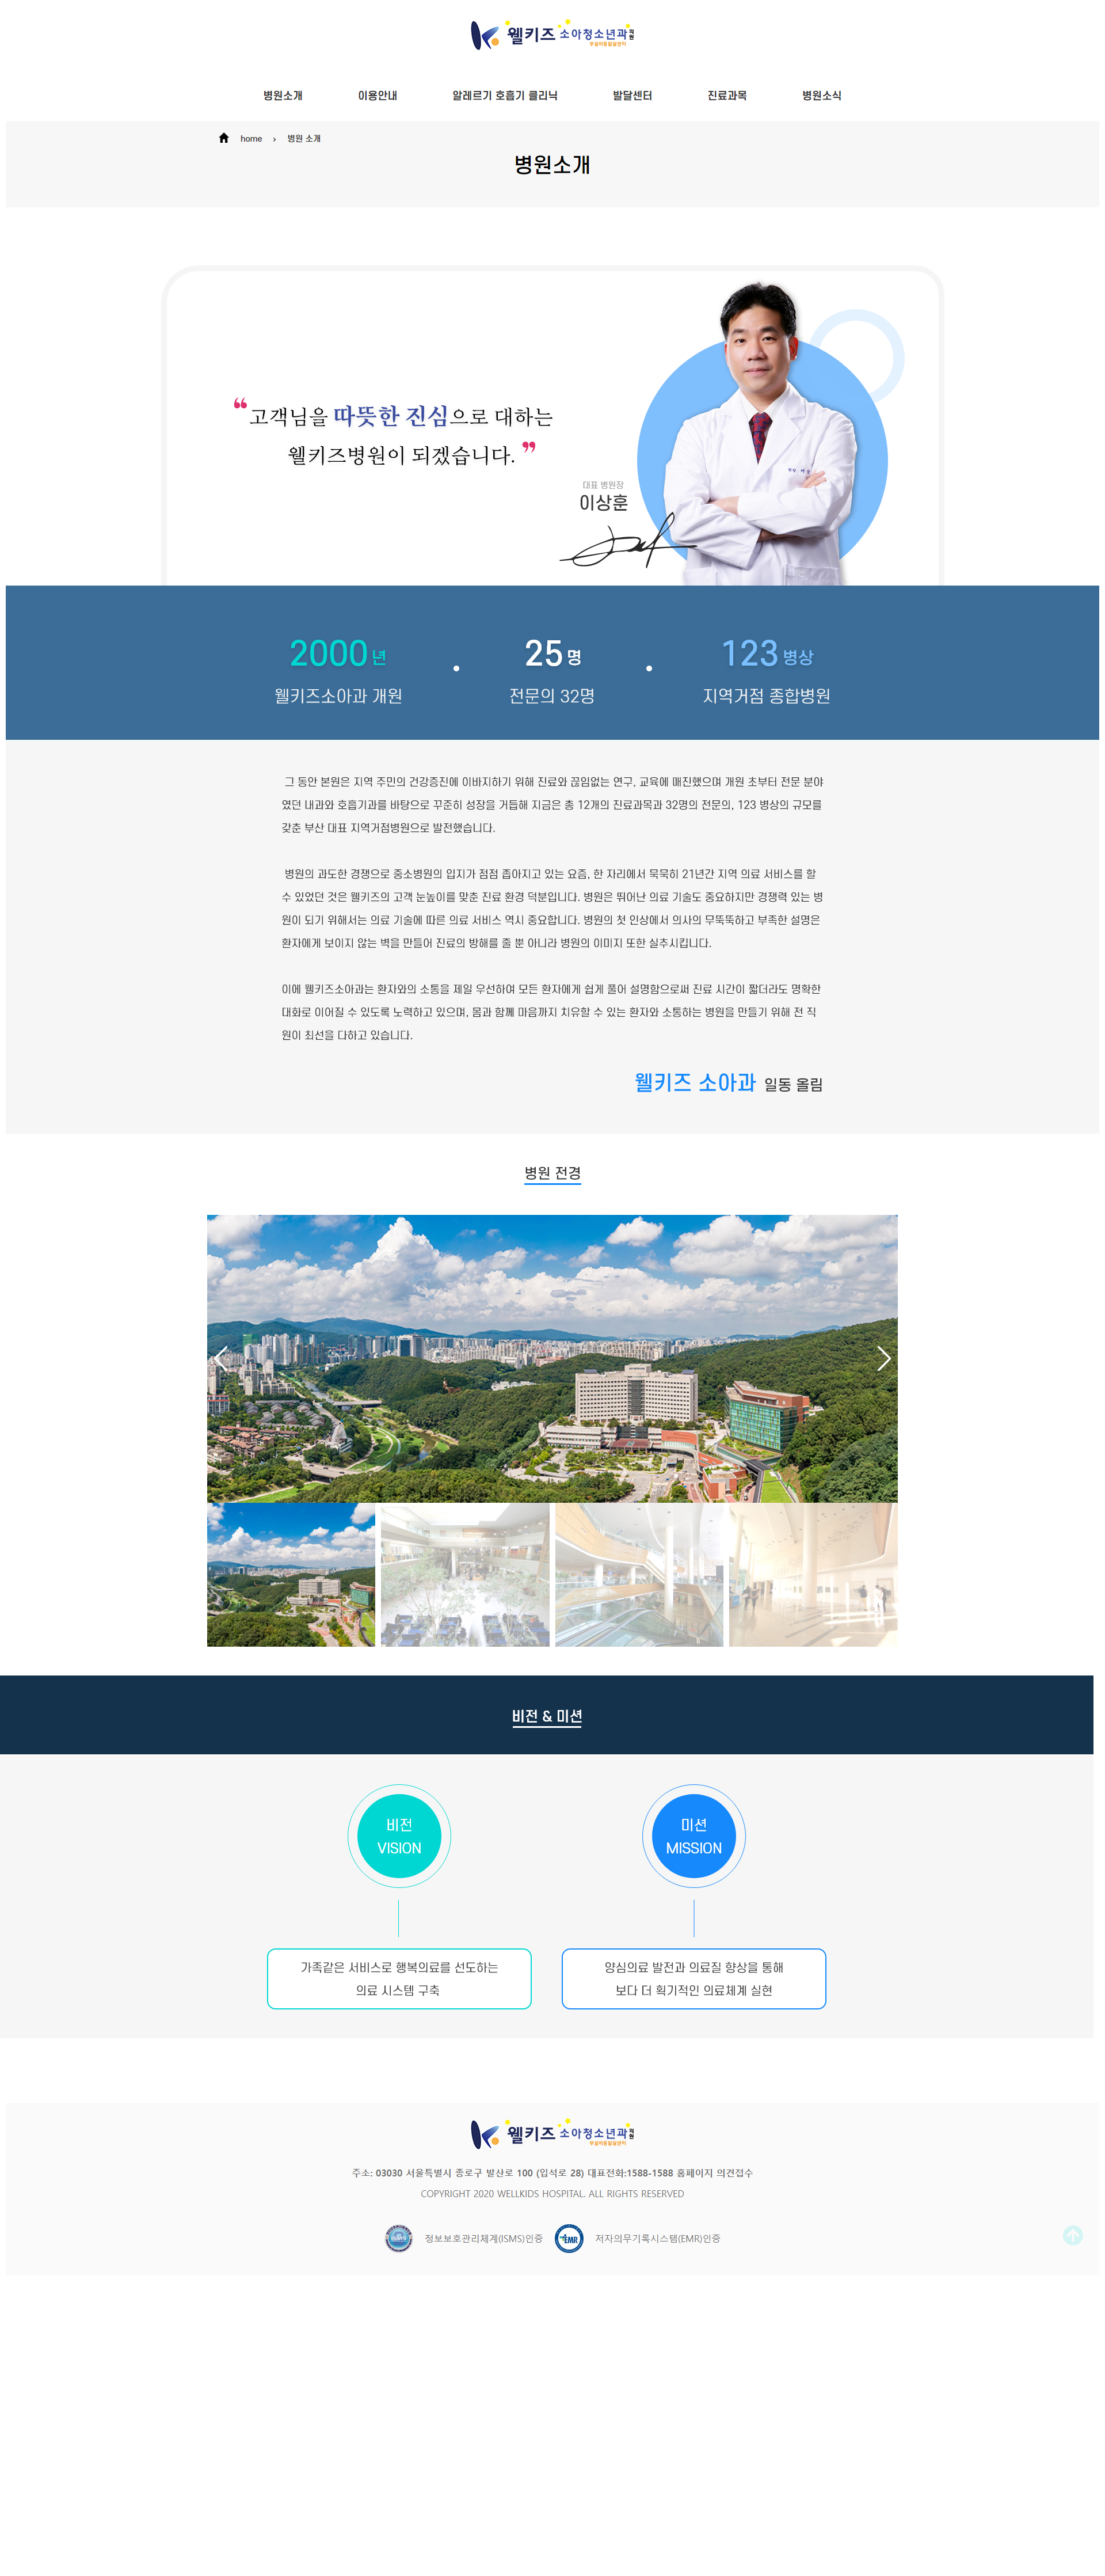 웰키즈 소아청소년과의원
부설아동발달센터
병원소개 이용안내 알레르기 호흡기 클리닉 발달센터 진료과목 병원소식
home › 병원 소개
병원소개
“고객님을 따뜻한 진심으로 대하는
웰키즈병원이 되겠습니다.”
대표 병원장
이상훈
2000년 · 25명 · 123병상
웰키즈소아과 개원 전문의 32명 지역거점 종합병원
그 동안 본원은 지역 주민의 건강증진에 이바지하기 위해 진료와 끊임없는 연구, 교육에 매진했으며 개원 초부터 전문 분야
였던 내과와 호흡기과를 바탕으로 꾸준히 성장을 거듭해 지금은 총 12개의 진료과목과 32명의 전문의, 123 병상의 규모를
갖춘 부산 대표 지역거점병원으로 발전했습니다.
병원의 과도한 경쟁으로 중소병원의 입지가 점점 좁아지고 있는 요즘, 한 자리에서 묵묵히 21년간 지역 의료 서비스를 할
수 있었던 것은 웰키즈의 고객 눈높이를 맞춘 진료 환경 덕분입니다. 병원은 뛰어난 의료 기술도 중요하지만 경쟁력 있는 병
원이 되기 위해서는 의료 기술에 따른 의료 서비스 역시 중요합니다. 병원의 첫 인상에서 의사의 무뚝뚝하고 부족한 설명은
환자에게 보이지 않는 벽을 만들어 진료의 방해를 줄 뿐 아니라 병원의 이미지 또한 실추시킵니다.
이에 웰키즈소아과는 환자와의 소통을 제일 우선하여 모든 환자에게 쉽게 풀어 설명함으로써 진료 시간이 짧더라도 명확한
대화로 이어질 수 있도록 노력하고 있으며, 몸과 함께 마음까지 치유할 수 있는 환자와 소통하는 병원을 만들기 위해 전 직
원이 최선을 다하고 있습니다.
웰키즈 소아과 일동 올림
병원 전경
비전 & 미션
비전 미션
VISION MISSION
가족같은 서비스로 행복의료를 선도하는 양심의료 발전과 의료질 향상을 통해
의료 시스템 구축 보다 더 획기적인 의료체계 실현
웰키즈 소아청소년과의원
부설아동발달센터
주소: 03030 서울특별시 종로구 발산로 100 (입석로 28) 대표전화:1588-1588 홈페이지 의견접수
COPYRIGHT 2020 WELLKIDS HOSPITAL. ALL RIGHTS RESERVED
정보보호관리체계(ISMS)인증 EMR 저자의무기록시스템(EMR)인증